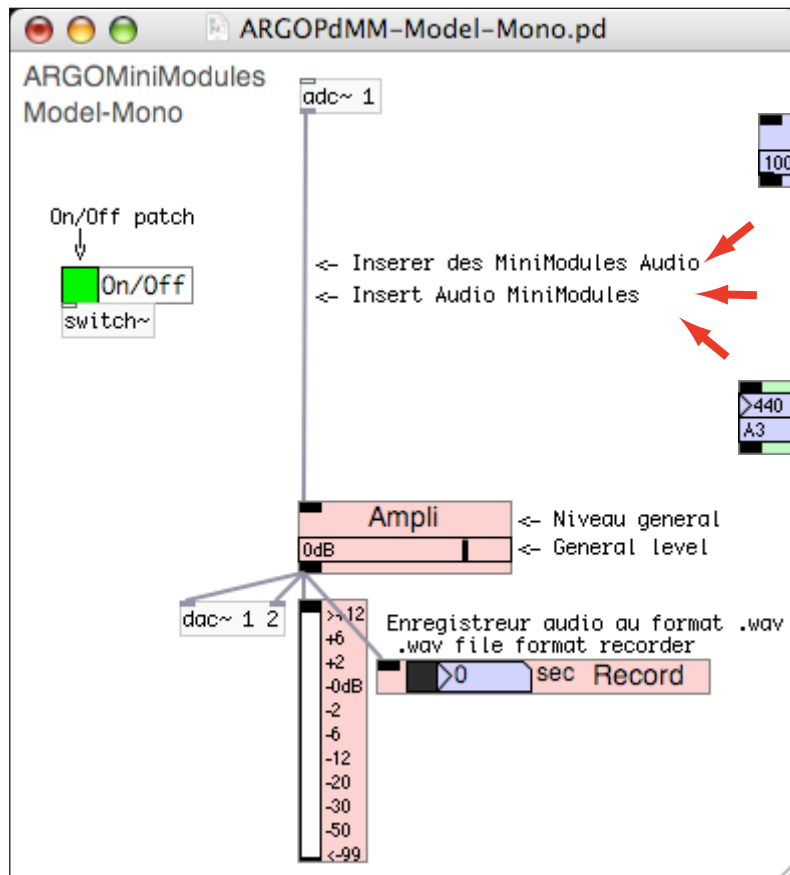 ARGOPdMM-Model-Mono.pd
ARGOMiniModules
Model-Mono
adc~ 1
100
On/Off patch
On/Off
switch~
<- Inserer des MiniModules Audio
<- Insert Audio MiniModules
>440
A3
Ampli
0dB
<- Niveau general
<- General level
dac~ 1 2
>+12
+6
+2
-0dB
-2
-6
-12
-20
-30
-50
<-99
Enregistreur audio au format .wav
.wav file format recorder
>0
sec
Record